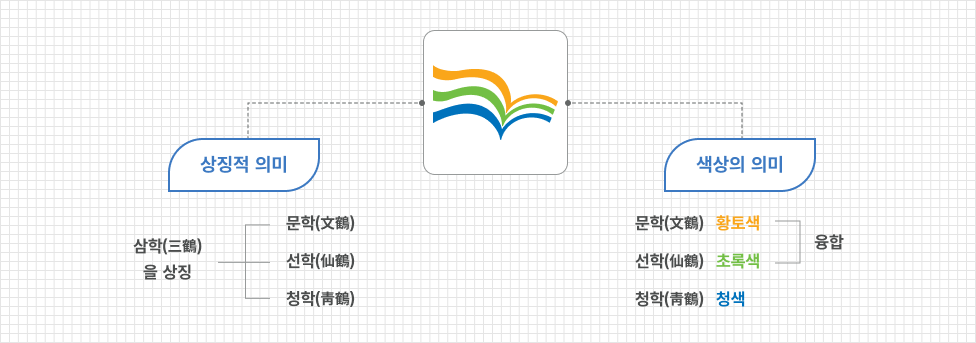 상징적 의미
삼학(三鶴)
을 상징
문학(文鶴)
선학(仙鶴)
청학(靑鶴)
색상의 의미
문학(文鶴) 황토색
선학(仙鶴) 초록색
청학(靑鶴) 청색
융합